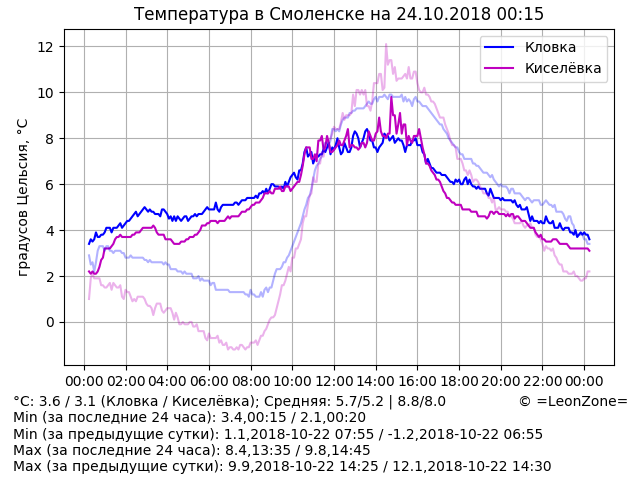 Температура в Смоленске на 24.10.2018 00:15
Кловка
Киселёвка
градусов Цельсия, °C
12
10
8
6
4
2
0
00:00 02:00 04:00 06:00 08:00 10:00 12:00 14:00 16:00 18:00 20:00 22:00 00:00
°C: 3.6 / 3.1 (Кловка / Киселёвка); Средняя: 5.7/5.2 | 8.8/8.0 © =LeonZone=
Min (за последние 24 часа): 3.4,00:15 / 2.1,00:20
Min (за предыдущие сутки): 1.1,2018-10-22 07:55 / -1.2,2018-10-22 06:55
Max (за последние 24 часа): 8.4,13:35 / 9.8,14:45
Max (за предыдущие сутки): 9.9,2018-10-22 14:25 / 12.1,2018-10-22 14:30